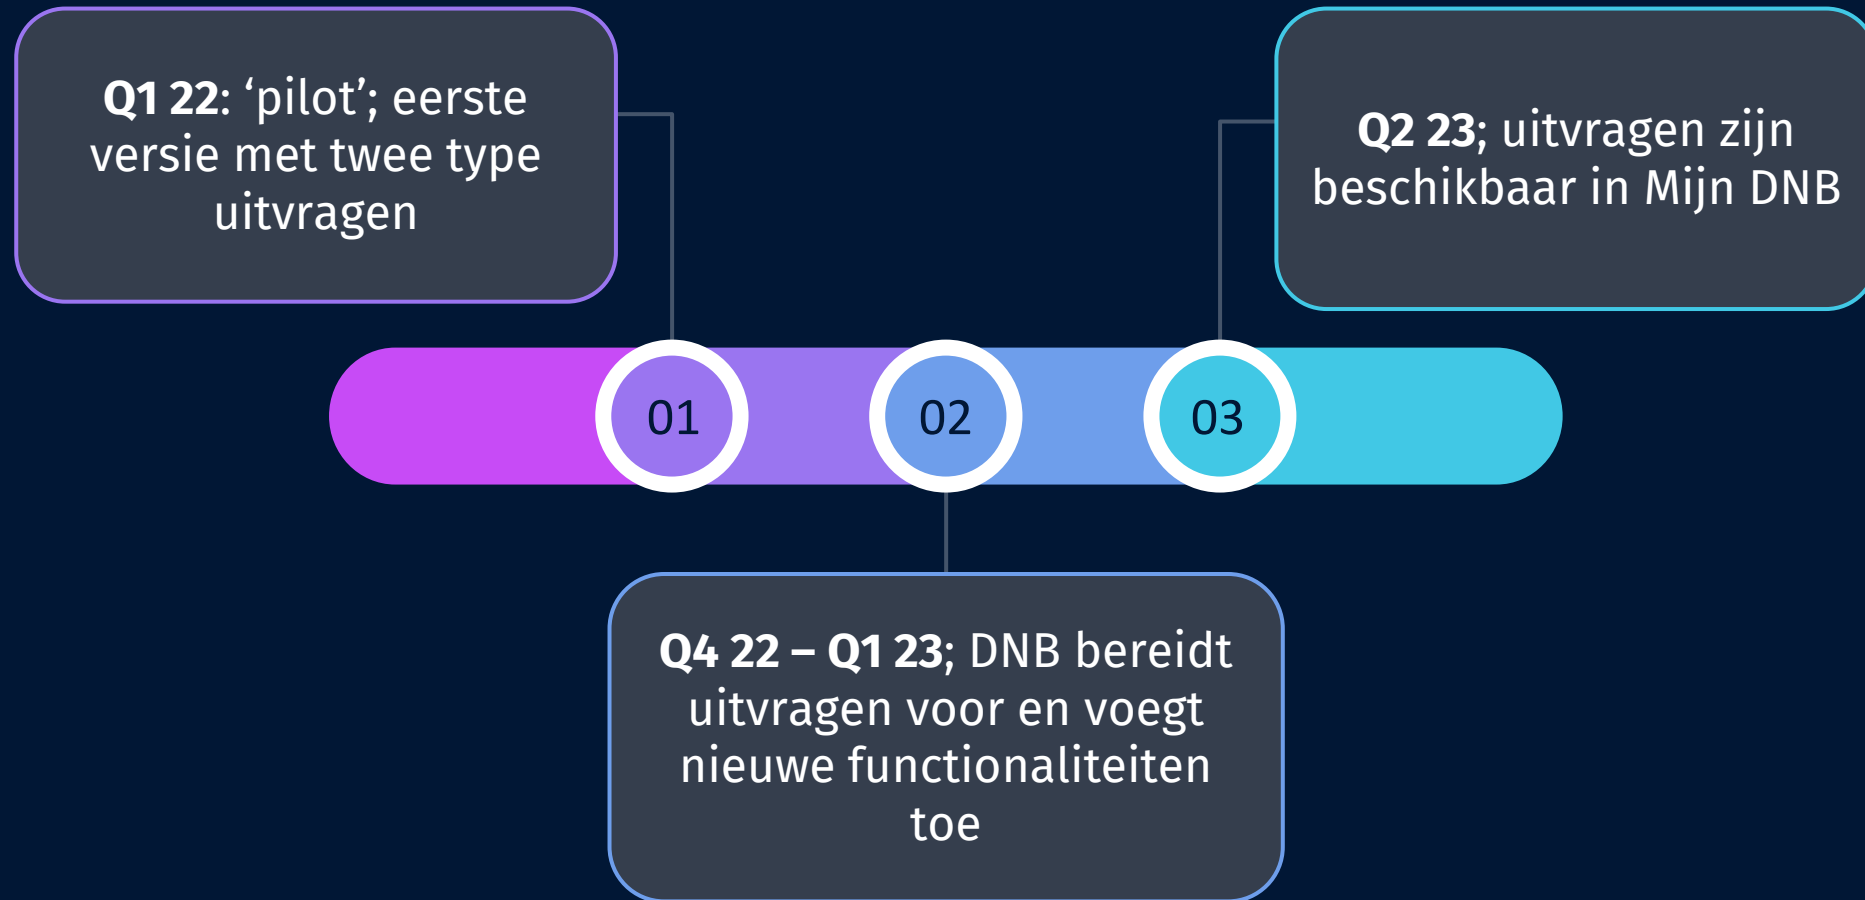 Q1 22: ‘pilot’; eerste
versie met twee type
uitvragen
Q2 23; uitvragen zijn
beschikbaar in Mijn DNB
01
02
03
Q4 22 – Q1 23; DNB bereidt
uitvragen voor en voegt
nieuwe functionaliteiten
toe